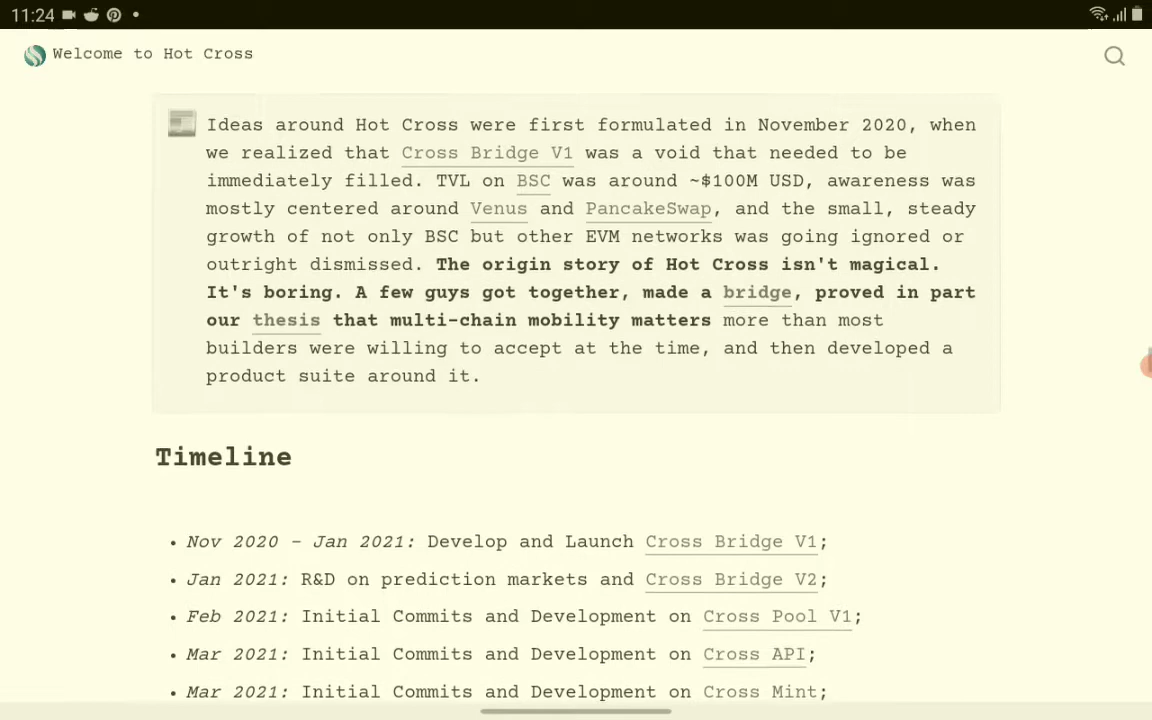 11:24
Welcome to Hot Cross
Ideas around Hot Cross were first formulated in November 2020, when
we realized that Cross Bridge V1 was a void that needed to be
immediately filled. TVL on BSC was around ~$100M USD, awareness was
mostly centered around Venus and PancakeSwap, and the small, steady
growth of not only BSC but other EVM networks was going ignored or
outright dismissed. The origin story of Hot Cross isn't magical.
It's boring. A few guys got together, made a bridge, proved in part
our thesis that multi-chain mobility matters more than most
builders were willing to accept at the time, and then developed a
product suite around it.
Timeline
• Nov 2020 - Jan 2021: Develop and Launch Cross Bridge V1;
• Jan 2021: R&D on prediction markets and Cross Bridge V2;
• Feb 2021: Initial Commits and Development on Cross Pool V1;
• Mar 2021: Initial Commits and Development on Cross API;
• Mar 2021: Initial Commits and Development on Cross Mint;